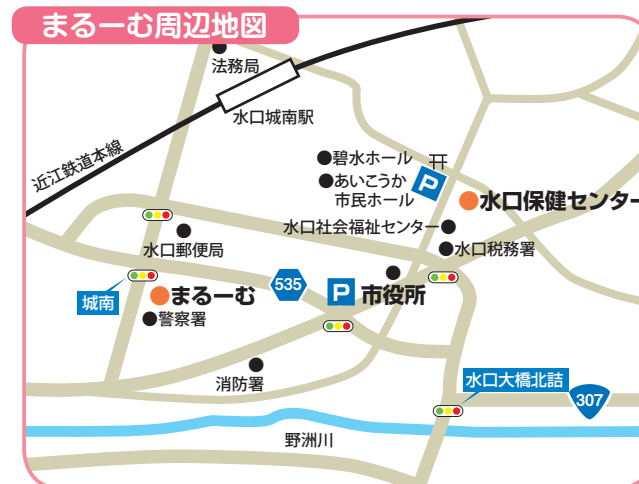 まるーむ周辺地図
法務局
水口城南駅
近江鉄道本線
碧水ホール
あいこうか
市民ホール
P
水口保健センター
水口社会福祉センター
水口税務署
水口郵便局
城南
まるーむ
535
P
市役所
警察署
消防署
水口大橋北詰
307
野洲川